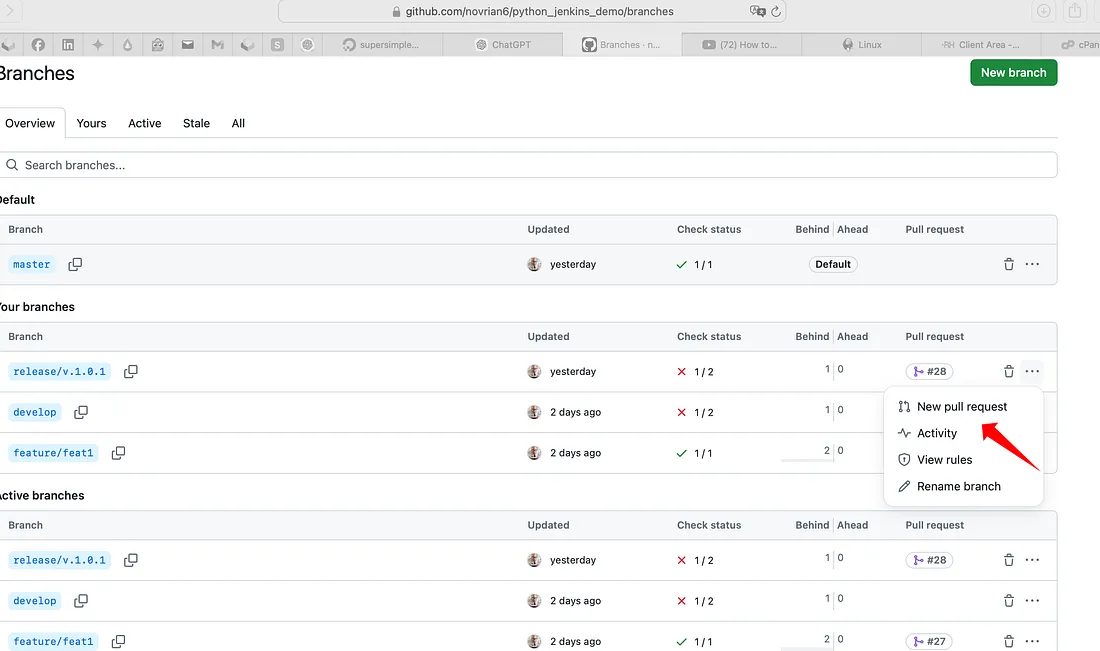 github.com/novrian6/python_jenkins_demo/branches
S supersimple... ChatGPT Branches · n... (72) How to... Linux ·RH Client Area -... cPan
Branches
New branch
Overview Yours Active Stale All
Search branches...
Default
Branch Updated Check status Behind Ahead Pull request
master yesterday 1 / 1 Default
Your branches
Branch Updated Check status Behind Ahead Pull request
release/v.1.0.1 yesterday 1 / 2 1 0 #28
develop 2 days ago 1 / 2 1 0
feature/feat1 2 days ago 1 / 1 2 0
New pull request
Activity
View rules
Rename branch
Active branches
Branch Updated Check status Behind Ahead Pull request
release/v.1.0.1 yesterday 1 / 2 1 0 #28
develop 2 days ago 1 / 2 1 0
feature/feat1 2 days ago 1 / 1 2 0 #27